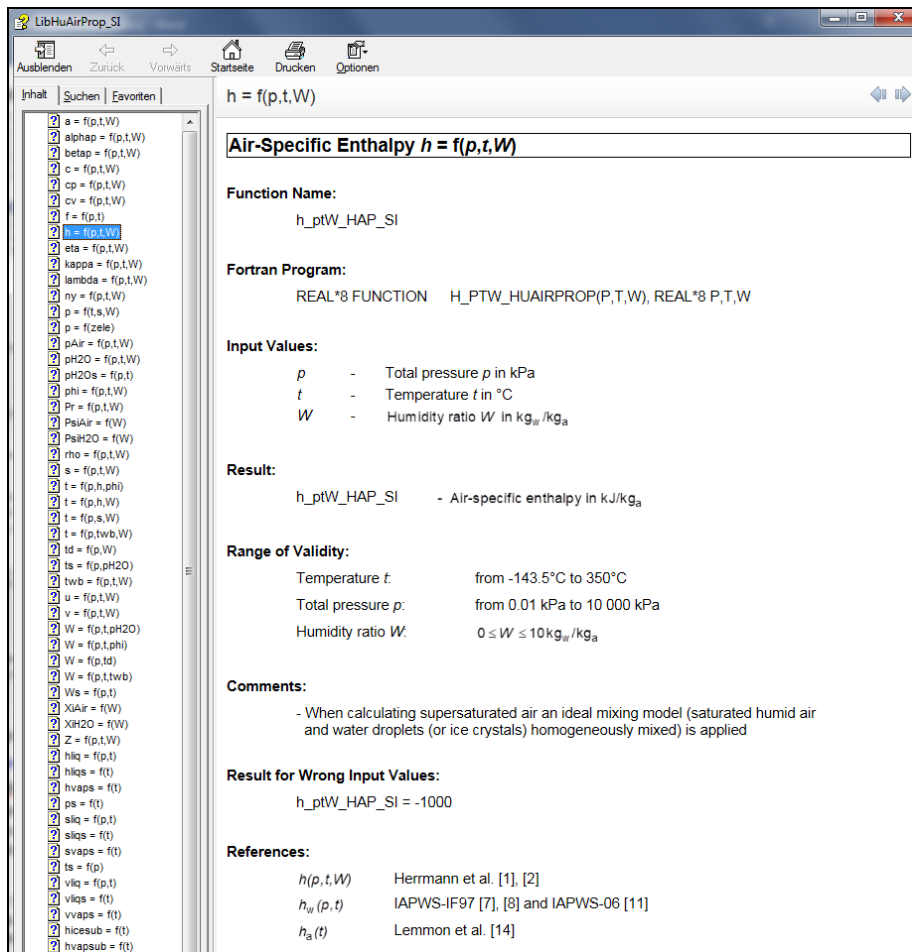 LibHuAirProp_SI
Ausblenden Zurück Vorwärts Startseite Drucken Optionen
Inhalt Suchen Favoriten
a = f(p,t,W)
alphap = f(p,t,W)
betap = f(p,t,W)
c = f(p,t,W)
cp = f(p,t,W)
cv = f(p,t,W)
f = f(p,t)
h = f(p,t,W)
eta = f(p,t,W)
kappa = f(p,t,W)
lambda = f(p,t,W)
ny = f(p,t,W)
p = f(t,s,W)
p = f(zele)
pAir = f(p,t,W)
pH2O = f(p,t,W)
pH2Os = f(p,t)
phi = f(p,t,W)
Pr = f(p,t,W)
PsiAir = f(W)
PsiH2O = f(W)
rho = f(p,t,W)
s = f(p,t,W)
t = f(p,h,phi)
t = f(p,h,W)
t = f(p,s,W)
t = f(p,twb,W)
td = f(p,W)
ts = f(p,pH2O)
twb = f(p,t,W)
u = f(p,t,W)
v = f(p,t,W)
W = f(p,t,pH2O)
W = f(p,t,phi)
W = f(p,td)
W = f(p,t,twb)
Ws = f(p,t)
XiAir = f(W)
XiH2O = f(W)
Z = f(p,t,W)
hliq = f(p,t)
hliqs = f(t)
hvaps = f(t)
ps = f(t)
sliq = f(p,t)
sliqs = f(t)
svaps = f(t)
ts = f(p)
vliq = f(p,t)
vliqs = f(t)
vvaps = f(t)
hicesub = f(t)
hvapsub = f(t)
h = f(p,t,W)
Air-Specific Enthalpy h = f(p,t,W)
Function Name:
h_ptW_HAP_SI
Fortran Program:
REAL*8 FUNCTION H_PTW_HUAIRPROP(P,T,W), REAL*8 P,T,W
Input Values:
p - Total pressure p in kPa
t - Temperature t in °C
W - Humidity ratio W in kg_w/kg_a
Result:
h_ptW_HAP_SI - Air-specific enthalpy in kJ/kg_a
Range of Validity:
Temperature t: from -143.5°C to 350°C
Total pressure p: from 0.01 kPa to 10 000 kPa
Humidity ratio W: 0 ≤ W ≤ 10 kg_w/kg_a
Comments:
- When calculating supersaturated air an ideal mixing model (saturated humid air
and water droplets (or ice crystals) homogeneously mixed) is applied
Result for Wrong Input Values:
h_ptW_HAP_SI = -1000
References:
h(p,t,W) Herrmann et al. [1], [2]
h_w(p,t) IAPWS-IF97 [7], [8] and IAPWS-06 [11]
h_a(t) Lemmon et al. [14]